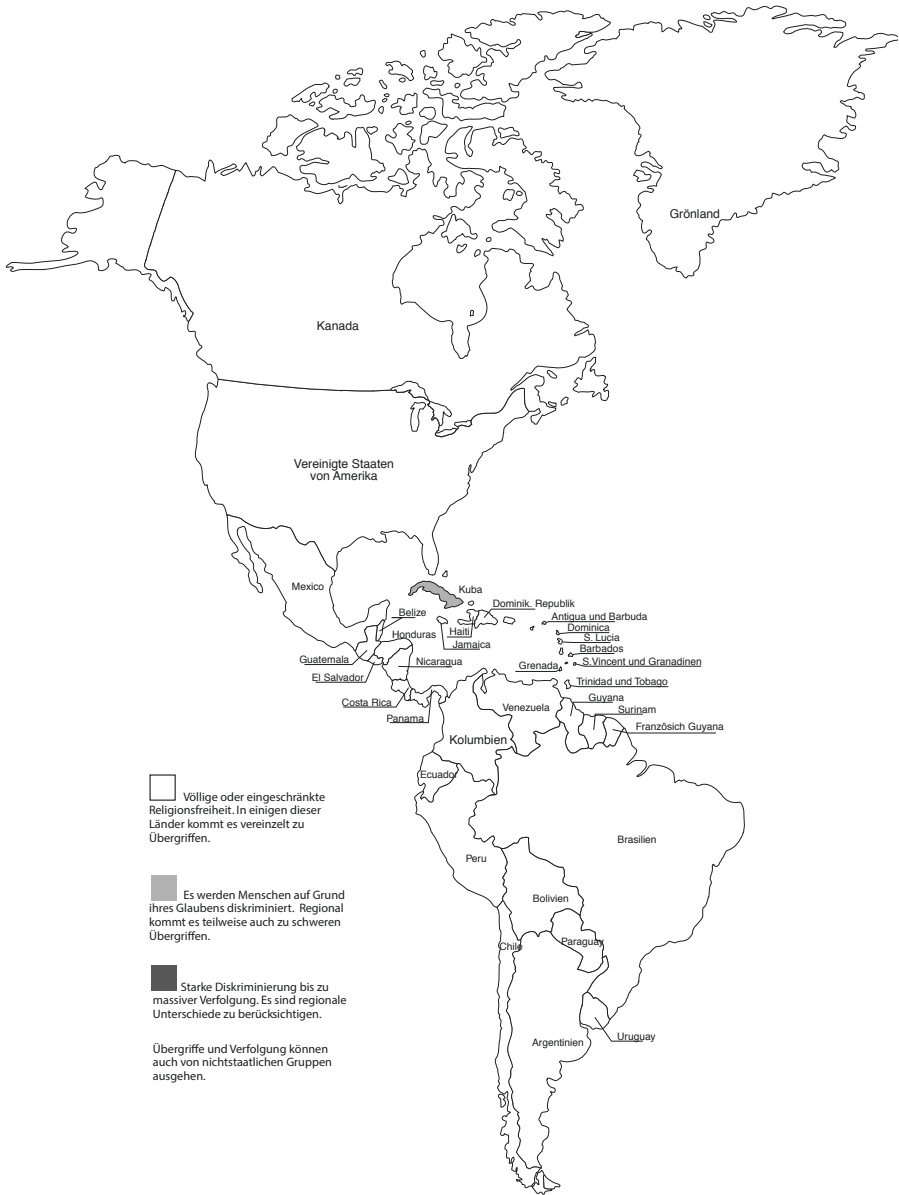 Grönland
Kanada
Vereinigte Staaten
von Amerika
Mexico
Kuba
Dominik. Republik
Belize
Antigua und Barbuda
Dominica
Honduras
Haiti
S. Lucia
Jamaica
Barbados
Guatemala
Nicaragua
Grenada
S.Vincent und Granadinen
El Salvador
Trinidad und Tobago
Costa Rica
Guyana
Venezuela
Surinam
Panama
Französich Guyana
Kolumbien
Ecuador
Brasilien
Peru
Bolivien
Chile
Paraguay
Uruguay
Argentinien
Völlige oder eingeschränkte
Religionsfreiheit. In einigen dieser
Länder kommt es vereinzelt zu
Übergriffen.
Es werden Menschen auf Grund
ihres Glaubens diskriminiert. Regional
kommt es teilweise auch zu schweren
Übergriffen.
Starke Diskriminierung bis zu
massiver Verfolgung. Es sind regionale
Unterschiede zu berücksichtigen.
Übergriffe und Verfolgung können
auch von nichtstaatlichen Gruppen
ausgehen.